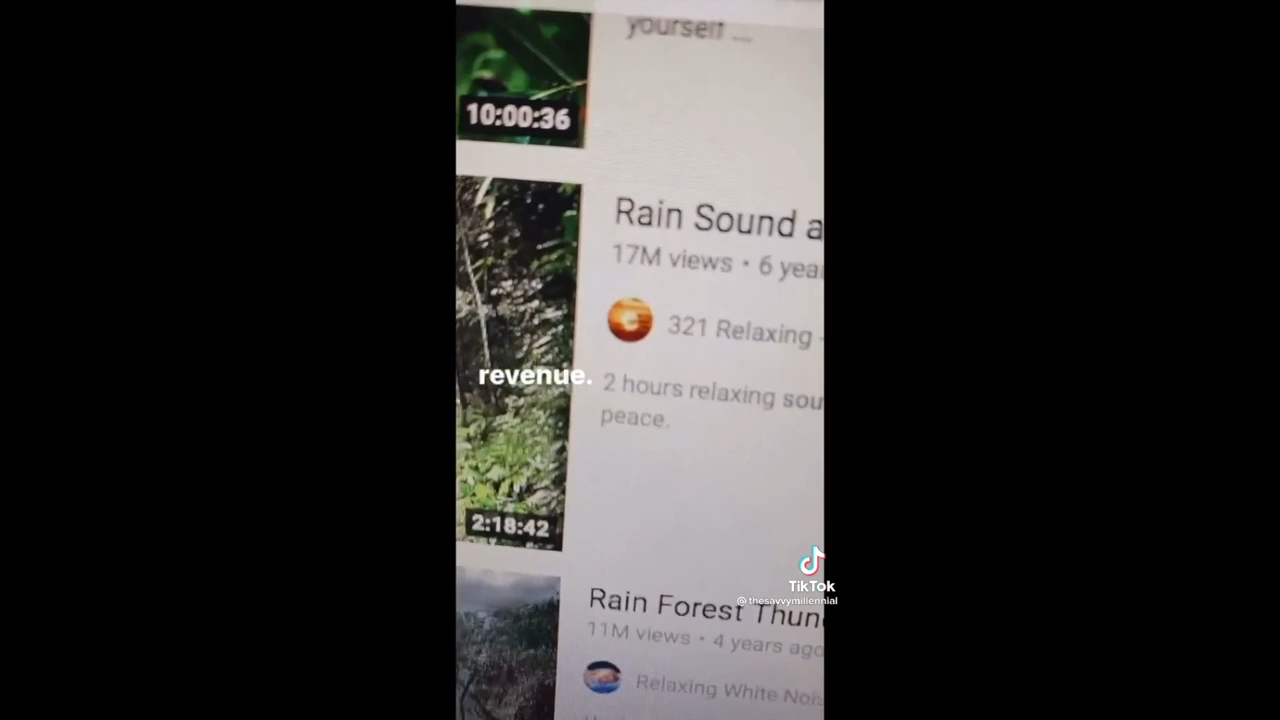 yourself ...
10:00:36
Rain Sound a
17M views • 6 yea
321 Relaxing -
revenue.
2 hours relaxing sou
peace.
2:18:42
TikTok
@thesavvymillennial
Rain Forest Thun
11M views • 4 years ago
Relaxing White Noi